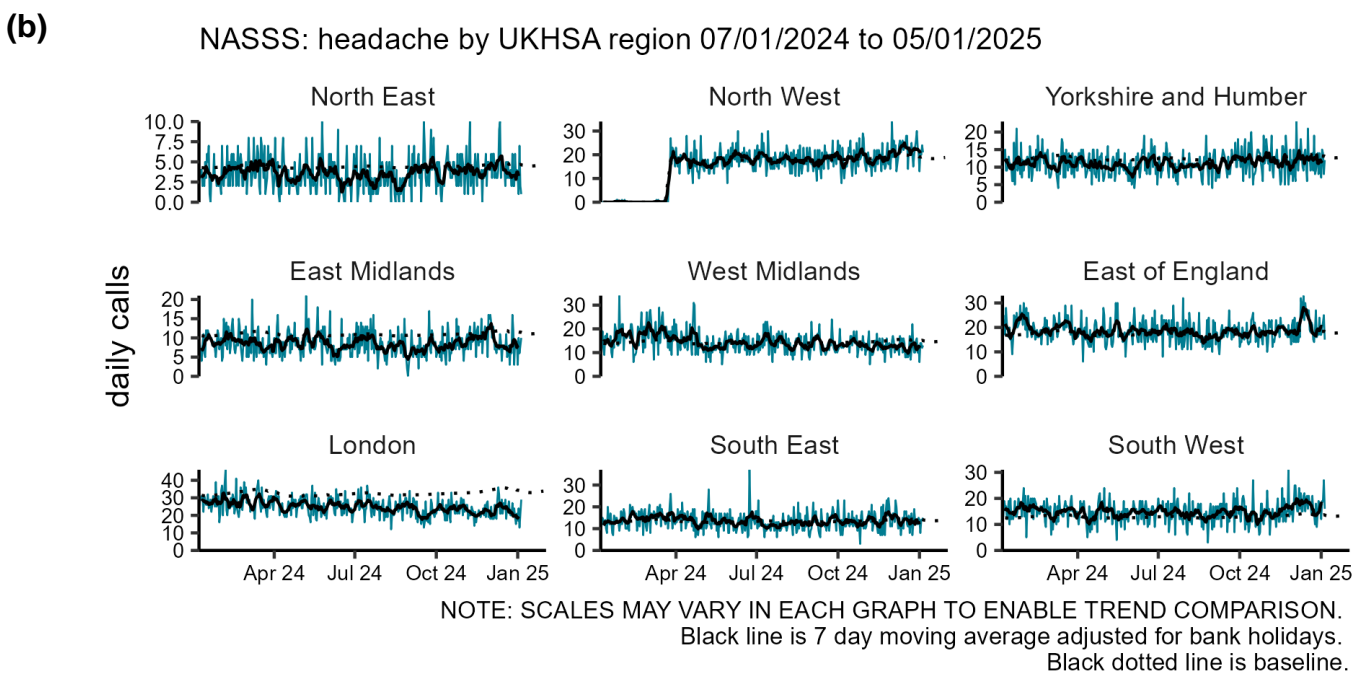 (b)
NASSS: headache by UKHSA region 07/01/2024 to 05/01/2025
daily calls
North East
10.0
7.5
5.0
2.5
0.0
North West
30
20
10
0
Yorkshire and Humber
20
15
10
5
0
East Midlands
20
15
10
5
0
West Midlands
30
20
10
0
East of England
30
20
10
0
London
40
30
20
10
0
Apr 24 Jul 24 Oct 24 Jan 25
South East
30
20
10
0
Apr 24 Jul 24 Oct 24 Jan 25
South West
30
20
10
0
Apr 24 Jul 24 Oct 24 Jan 25
NOTE: SCALES MAY VARY IN EACH GRAPH TO ENABLE TREND COMPARISON.
Black line is 7 day moving average adjusted for bank holidays.
Black dotted line is baseline.